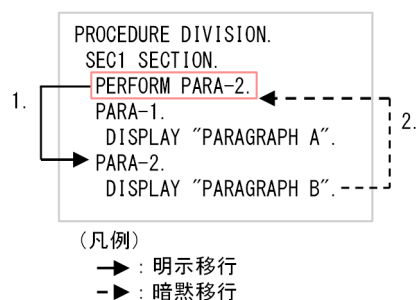 PROCEDURE DIVISION.
SEC1 SECTION.
PERFORM PARA-2.
1.
PARA-1.
2.
DISPLAY "PARAGRAPH A".
PARA-2.
DISPLAY "PARAGRAPH B".
(凡例)
: 明示移行
: 暗黙移行